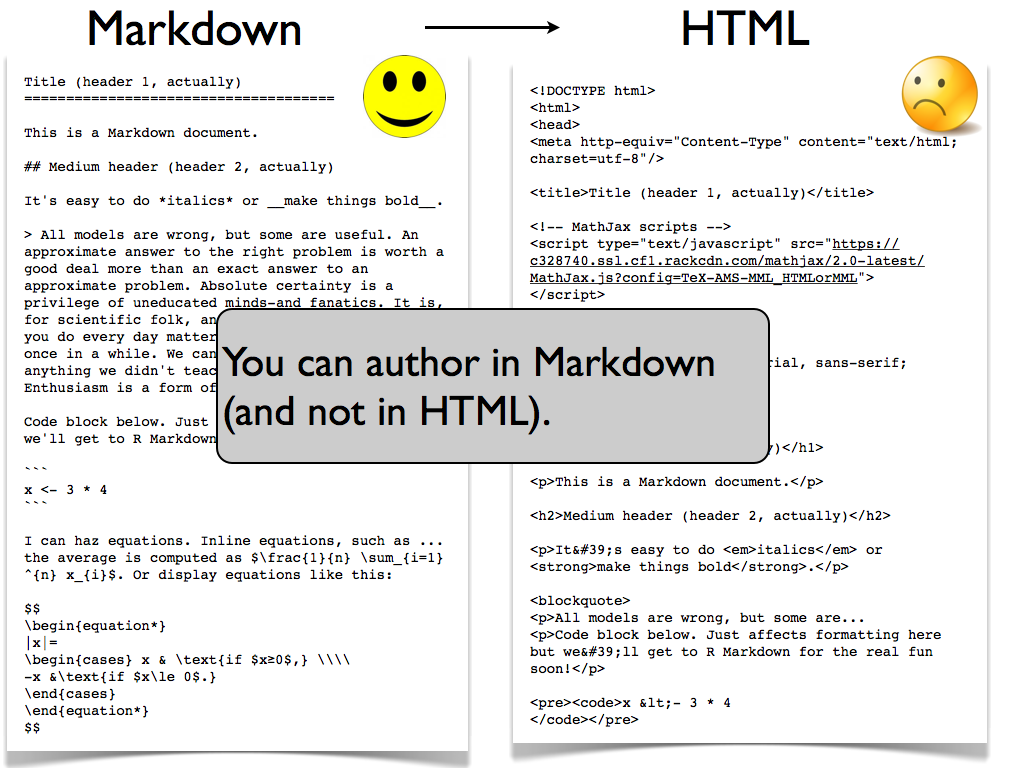 Markdown
HTML
Title (header 1, actually)
=====================================
This is a Markdown document.
## Medium header (header 2, actually)
It's easy to do *italics* or __make things bold__.
> All models are wrong, but some are useful. An
approximate answer to the right problem is worth a
good deal more than an exact answer to an
approximate problem. Absolute certainty is a
privilege of uneducated minds-and fanatics. It is,
for scientific folk, an
you do every day matter
once in a while. We can
anything we didn't teac
Enthusiasm is a form of
Code block below. Just
we'll get to R Markdown
```
x <- 3 * 4
```
I can haz equations. Inline equations, such as ...
the average is computed as $\frac{1}{n} \sum_{i=1}
^{n} x_{i}$. Or display equations like this:
$$
\begin{equation*}
|x|=
\begin{cases} x & \text{if $x≥0$,} \\\\
-x &\text{if $x\le 0$.}
\end{cases}
\end{equation*}
$$
You can author in Markdown
(and not in HTML).
<!DOCTYPE html>
<html>
<head>
<meta http-equiv="Content-Type" content="text/html;
charset=utf-8"/>
<title>Title (header 1, actually)</title>
<!-- MathJax scripts -->
<script type="text/javascript" src="https://
c328740.ssl.cf1.rackcdn.com/mathjax/2.0-latest/
MathJax.js?config=TeX-AMS-MML_HTMLorMML">
</script>
rial, sans-serif;
y)</h1>
<p>This is a Markdown document.</p>
<h2>Medium header (header 2, actually)</h2>
<p>It&#39;s easy to do <em>italics</em> or
<strong>make things bold</strong>.</p>
<blockquote>
<p>All models are wrong, but some are...
<p>Code block below. Just affects formatting here
but we&#39;ll get to R Markdown for the real fun
soon!</p>
<pre><code>x &lt;- 3 * 4
</code></pre>